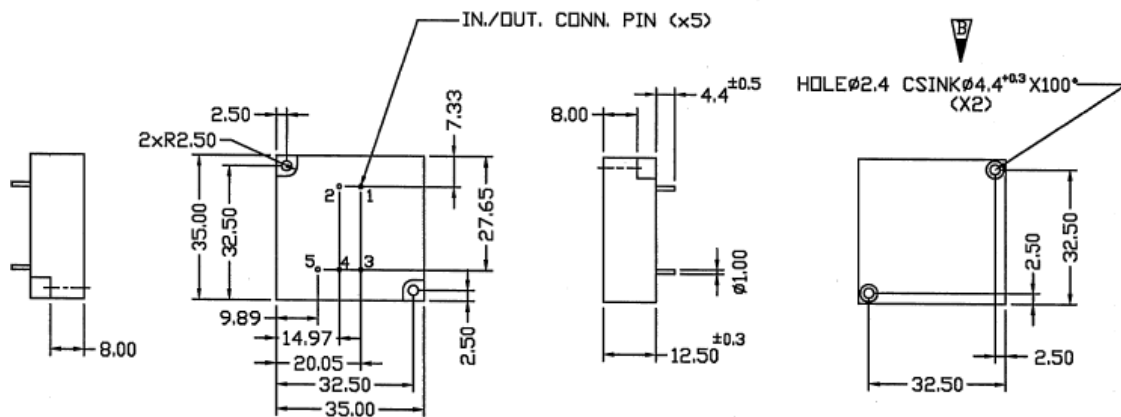 IN./OUT. CONN. PIN (x5)
B
HOLEø2.4 CSINKø4.4+0.3 X100°
(X2)
4.4±0.5
2.50
7.33
8.00
2xR2.50
2 1
35.00
32.50
27.65
32.50
5 4 3
2.50
ø1.00
9.89
14.97
2.50
8.00
20.05
12.50±0.3
2.50
32.50
32.50
35.00